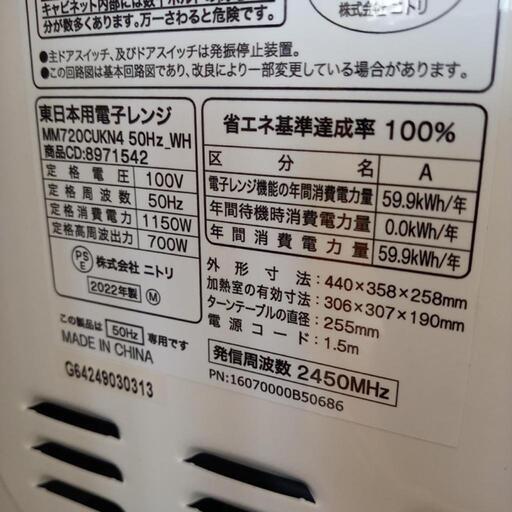 キャビネット内部には数千ボルトの
分が数多くあります。万一さわると危険です。
株式会社ニトリ
●主ドアスイッチ、及びドアスイッチは発振停止装置。
●この回路図は基本回路図であり、改良により一部変更している場合があります。
東日本用電子レンジ
MM720CUKN4 50Hz_WH
商品CD:8971542
定格電圧 100V
定格周波数 50Hz
定格消費電力 1150W
定格高周波出力 700W
PSE 株式会社 ニトリ
2022年製 M
この製品は 50Hz 専用です
MADE IN CHINA
G64249030313
省エネ基準達成率 100%
区分名 A
電子レンジ機能の年間消費電力量 59.9kWh/年
年間待機時消費電力量 0.0kWh/年
年間消費電力量 59.9kWh/年
外形寸法:440×358×258mm
加熱室の有効寸法:306×307×190mm
ターンテーブルの直径:255mm
電源コード:1.5m
発信周波数 2450MHz
PN:16070000B50686